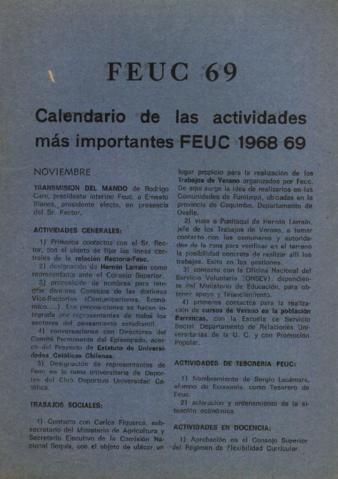 FEUC 69
Calendario de las actividades
más importantes FEUC 1968 69
NOVIEMBRE
TRANSMISION DEL MANDO de Rodrigo
Caro, presidente interino Feuc, a Ernesto
Illanes, presidente electo, en presencia
del Sr. Rector.
ACTIVIDADES GENERALES:
1) Primeros contactos con el Sr. Rec-
tor, con el objeto de fijar las líneas cen-
trales de la relación Rectoría-Feuc.
2) designación de Hernán Larraín como
representante ante el Consejo Superior.
3) proposición de nombres para inte-
grar diversas Comisiones de las distintas
Vice-Rectorías (Comunicaciones, Econó-
mico....). Las proposiciones se hacen in-
tegrando representantes de todos los
sectores del pensamiento estudiantil.
4) conversaciones con Directores del
Comité Permanente del Episcopado, acer-
ca del Proyecto de Estatuto de Universi-
dades Católicas Chilenas.
5) Designación de representantes de
Feuc en la rama universitaria de Depor-
tes del Club Deportivo Universidad Ca-
tólica.
TRABAJOS SOCIALES:
1) Contacto con Carlos Figueroa, sub-
secretario del Ministerio de Agricultura y
Secretario Ejecutivo de la Comisión Na-
cional Sequía, con el objeto de ubicar un
lugar propicio para la realización de los
Trabajos de Verano organizados por Feuc.
De aquí surge la idea de realizarlos en las
Comunidades de Punitaqui, ubicadas en la
provincia de Coquimbo, Departamento de
Ovalle.
2) viaje a Punitaqui de Hernán Larraín,
jefe de los Trabajos de Verano, a tomar
contacto con los comuneros y autorida-
des de la zona para verificar en el terreno
la posibilidad concreta de realizar allí los
trabajos. Exito en las gestiones.
3) contacto con la Oficina Nacional del
Servicio Voluntario (ONSEV) dependien-
te del Ministerio de Educación, para ob-
tener apoyo y financiamiento.
4) primeros contactos para la realiza-
ción de cursos de Verano en la población
Barrancas, con la Escuela de Servicio
Social, Departamento de Relaciones Uni-
versitarias de la U. C. y con Promoción
Popular.
ACTIVIDADES DE TESORERIA FEUC:
1) Nombramiento de Sergio
alumno de Economía, como Tesorero de
Feuc.
2) aclaración y ordenamiento de la si-
tuación económica.
ACTIVIDADES EN DOCENCIA:
1) Aprobación en el Consejo Superior
del Régimen de Flexibilidad Curricular.